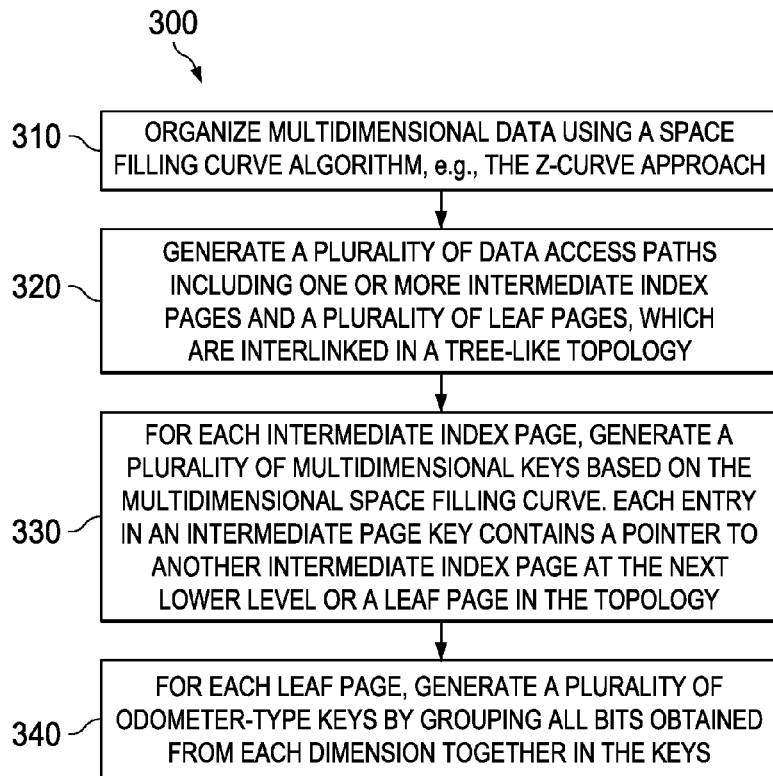 300
310
ORGANIZE MULTIDIMENSIONAL DATA USING A SPACE
FILLING CURVE ALGORITHM, e.g., THE Z-CURVE APPROACH
320
GENERATE A PLURALITY OF DATA ACCESS PATHS
INCLUDING ONE OR MORE INTERMEDIATE INDEX
PAGES AND A PLURALITY OF LEAF PAGES, WHICH
ARE INTERLINKED IN A TREE-LIKE TOPOLOGY
330
FOR EACH INTERMEDIATE INDEX PAGE, GENERATE A
PLURALITY OF MULTIDIMENSIONAL KEYS BASED ON THE
MULTIDIMENSIONAL SPACE FILLING CURVE. EACH ENTRY
IN AN INTERMEDIATE PAGE KEY CONTAINS A POINTER TO
ANOTHER INTERMEDIATE INDEX PAGE AT THE NEXT
LOWER LEVEL OR A LEAF PAGE IN THE TOPOLOGY
340
FOR EACH LEAF PAGE, GENERATE A PLURALITY OF
ODOMETER-TYPE KEYS BY GROUPING ALL BITS OBTAINED
FROM EACH DIMENSION TOGETHER IN THE KEYS